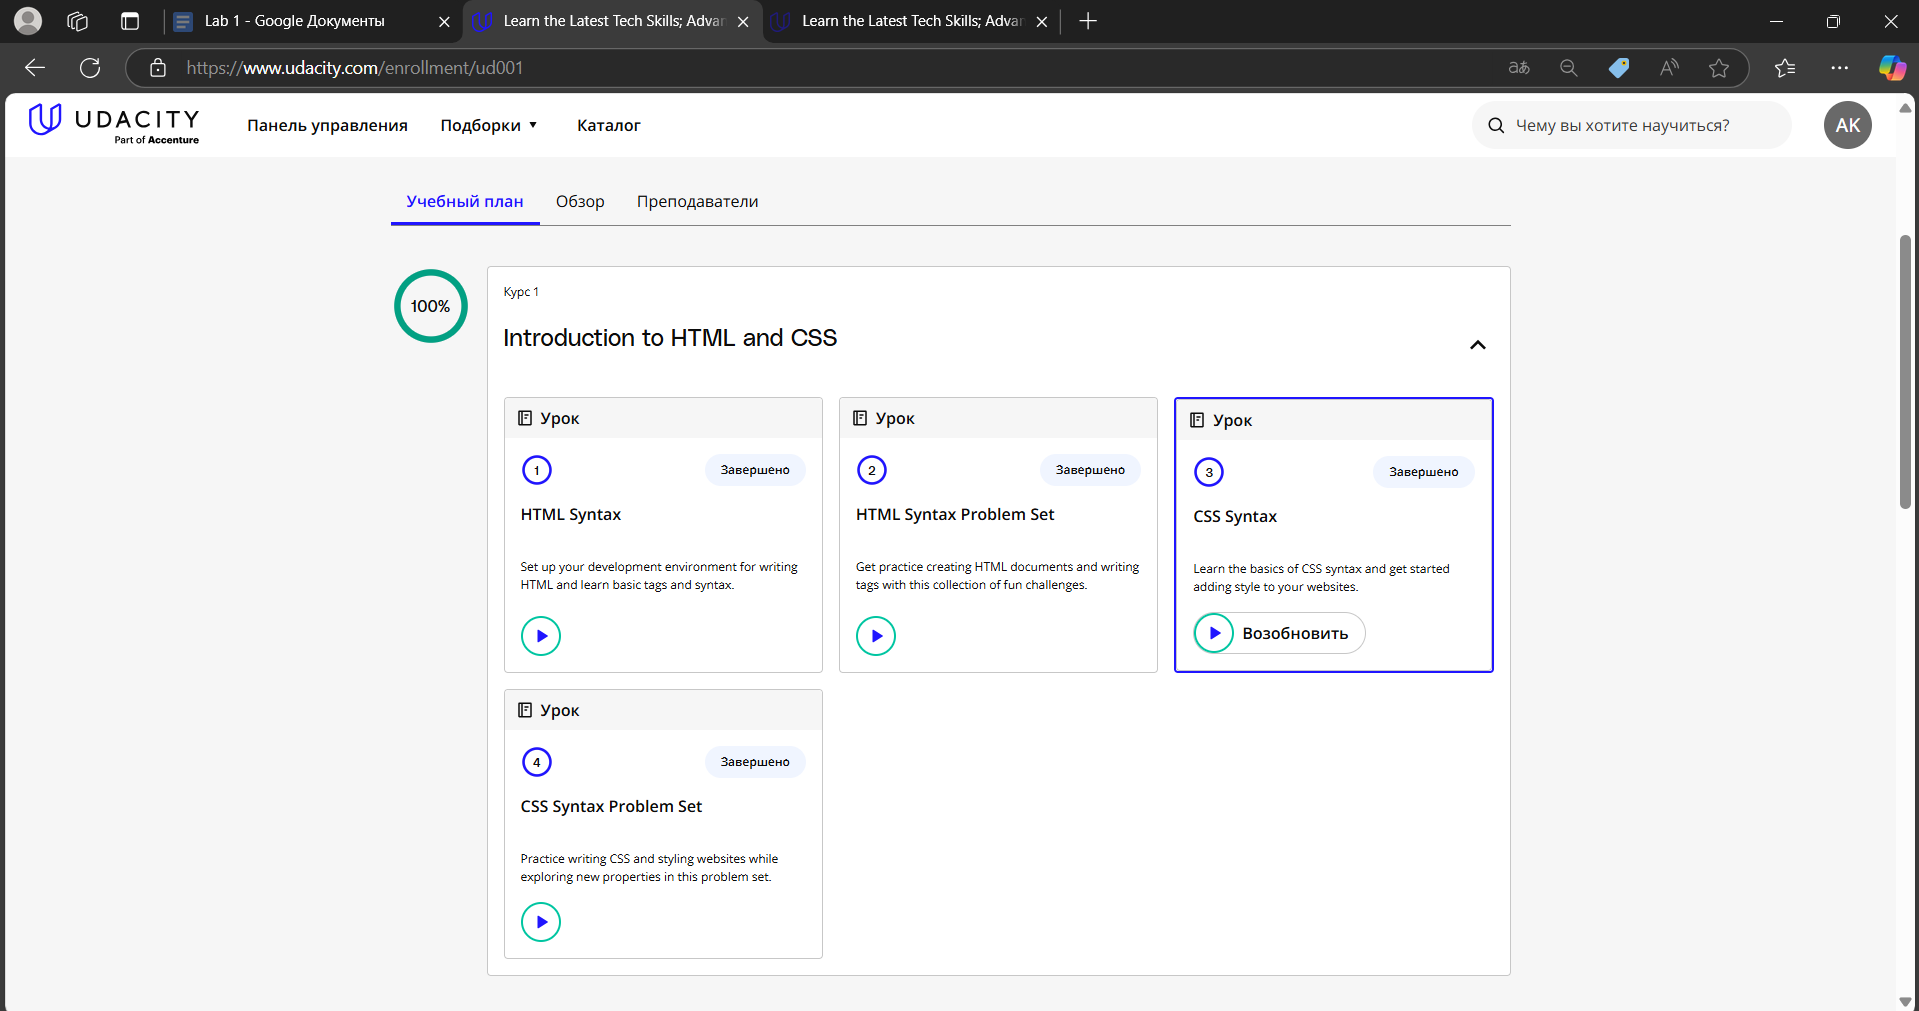 Lab 1 - Google Документы
Learn the Latest Tech Skills; Advan
Learn the Latest Tech Skills; Advan
https://www.udacity.com/enrollment/ud001
UDACITY
Part of Accenture
Панель управления
Подборки
Каталог
Чему вы хотите научиться?
AK
Учебный план
Обзор
Преподаватели
100%
Курс 1
Introduction to HTML and CSS
Урок
1
Завершено
HTML Syntax
Set up your development environment for writing
HTML and learn basic tags and syntax.
Урок
2
Завершено
HTML Syntax Problem Set
Get practice creating HTML documents and writing
tags with this collection of fun challenges.
Урок
3
Завершено
CSS Syntax
Learn the basics of CSS syntax and get started
adding style to your websites.
Возобновить
Урок
4
Завершено
CSS Syntax Problem Set
Practice writing CSS and styling websites while
exploring new properties in this problem set.